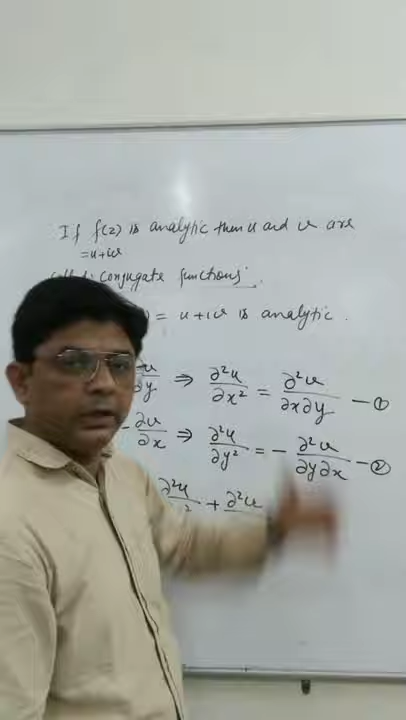 If f(z) is analytic then u and v are
= u+iv
conjugate functions.
) = u+iv is analytic.
∂y ⇒ ∂²u/∂x² = ∂²v/∂x∂y — ①
- ∂v/∂x ⇒ ∂²u/∂y² = - ∂²v/∂y∂x — ②
∂²u + ∂²u